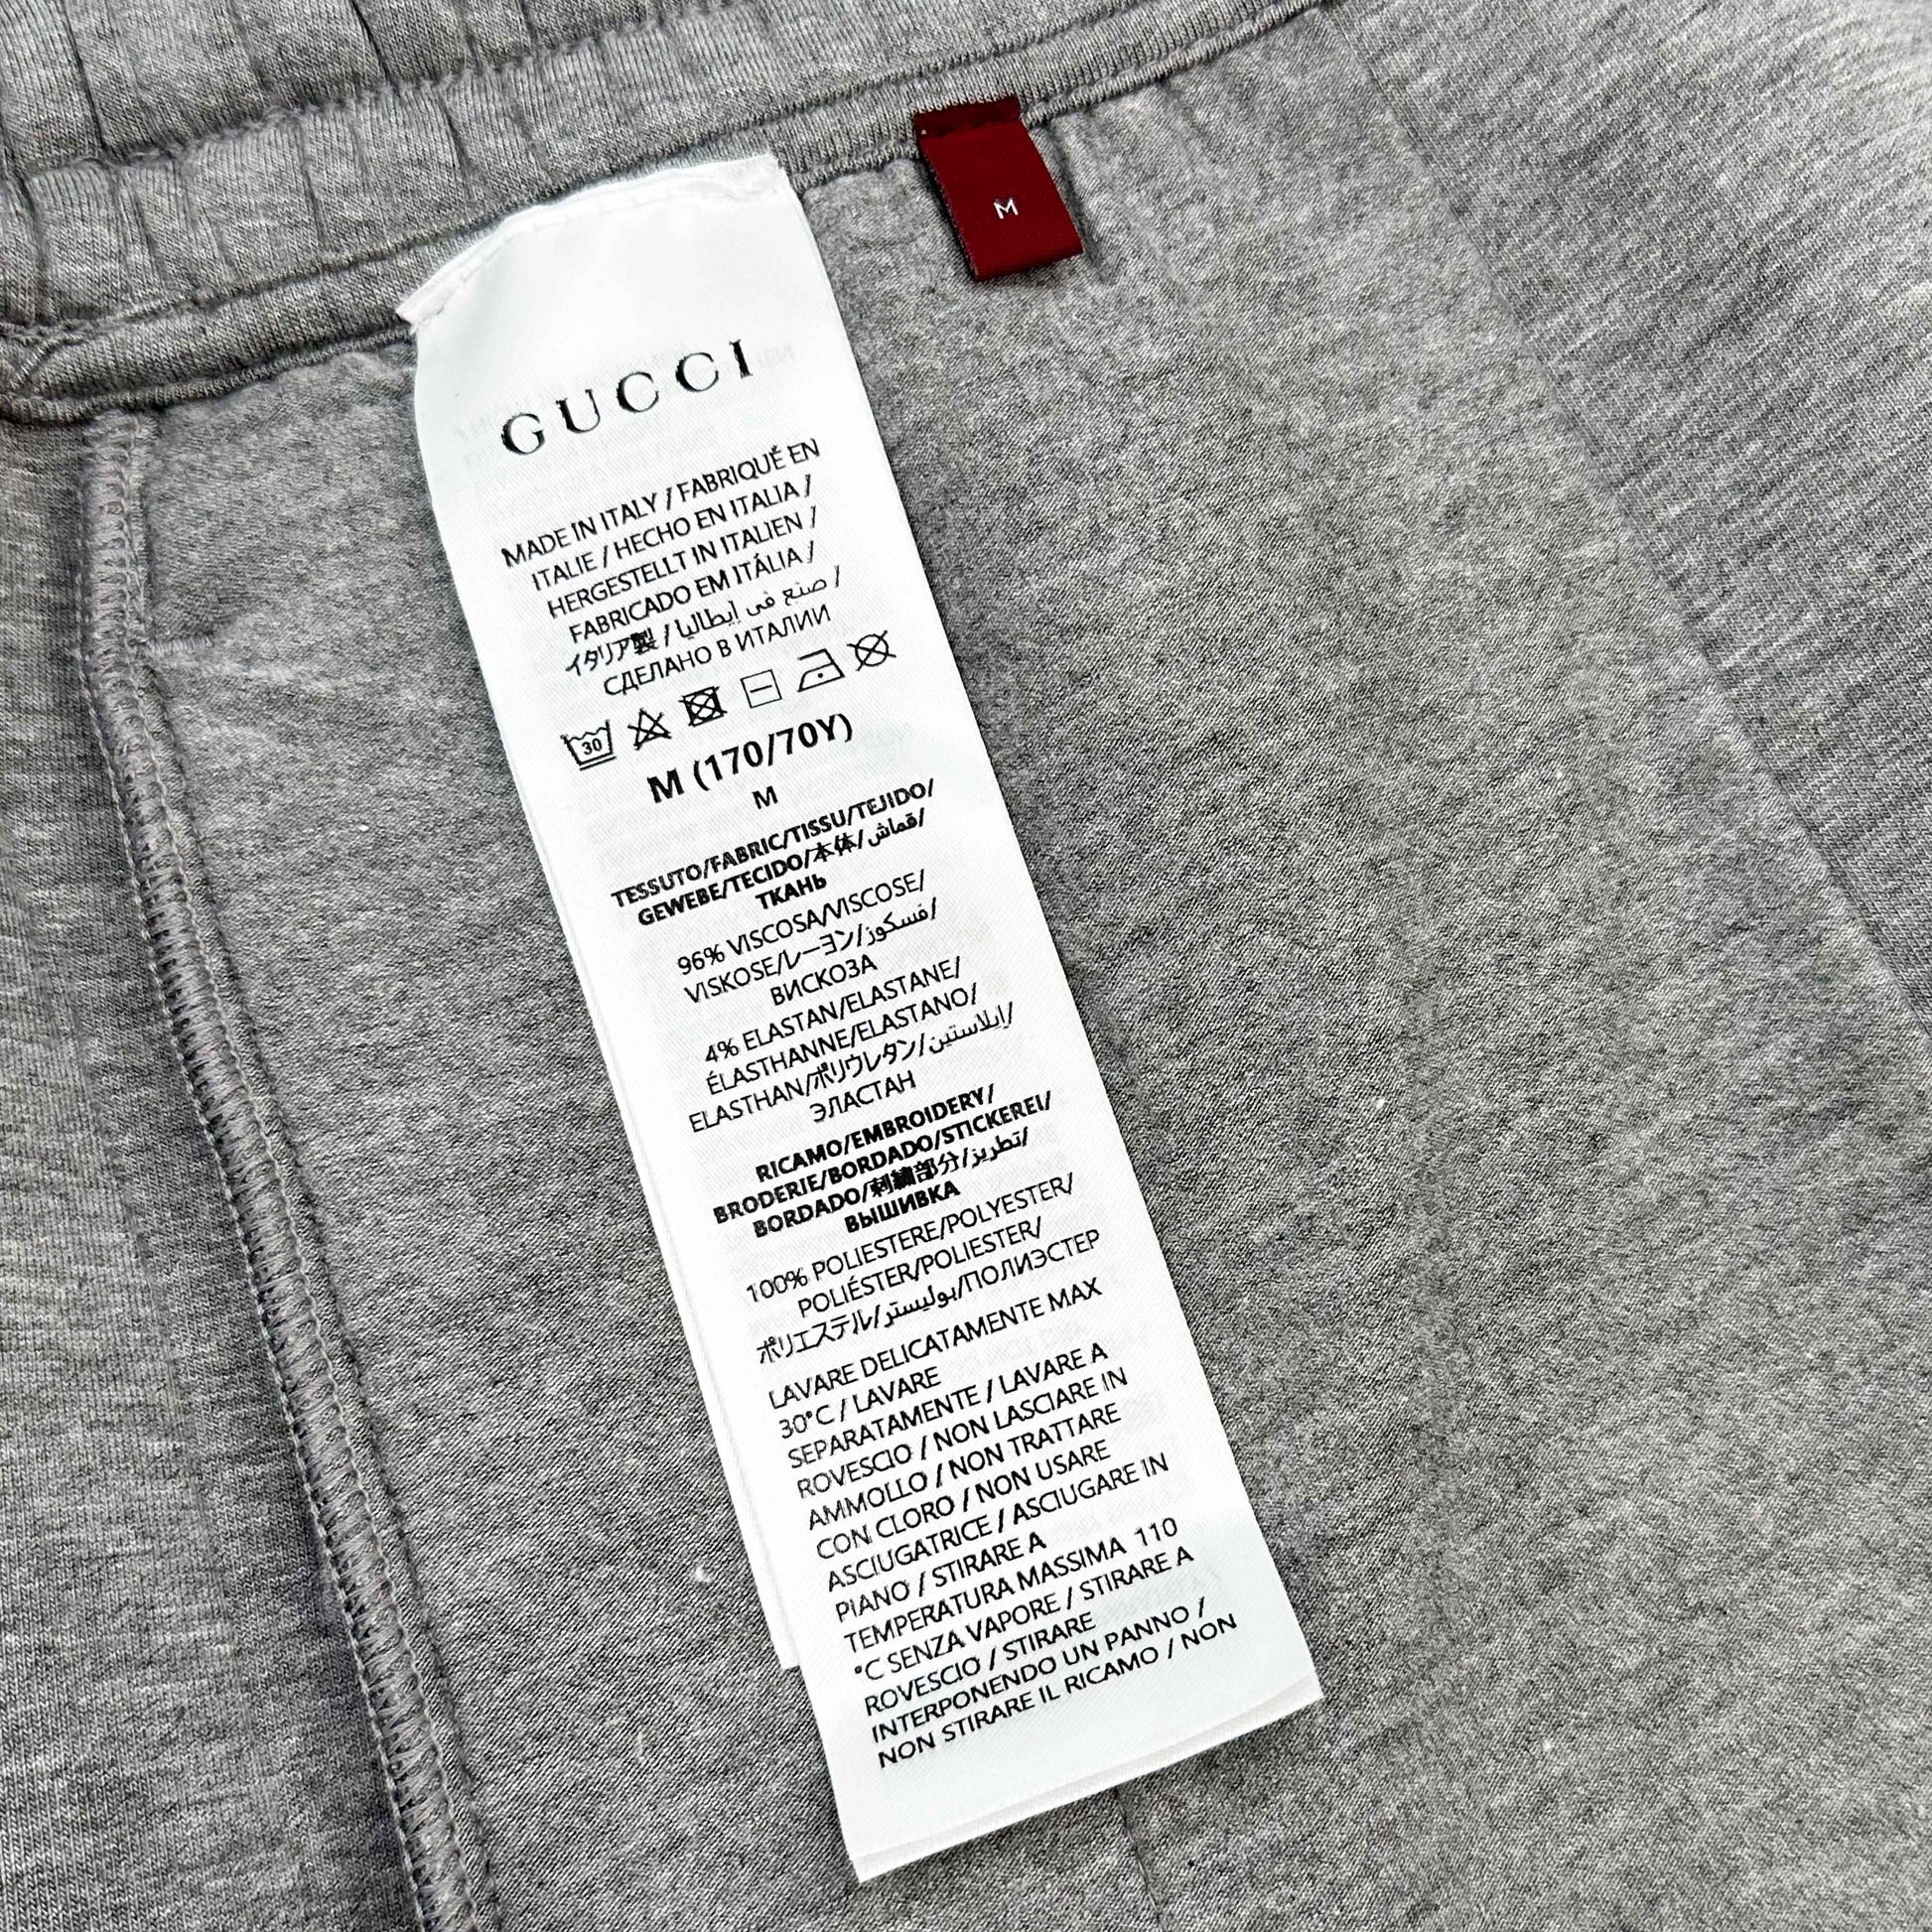 M
GUCCI
MADE IN ITALY / FABRIQUÉ EN
ITALIE / HECHO EN ITALIA /
HERGESTELLT IN ITALIEN /
FABRICADO EM ITÁLIA /
イタリア製 / صنع في إيطاليا /
СДЕЛАНО В ИТАЛИИ
30
M (170/70Y)
M
TESSUTO/FABRIC/TISSU/TEJIDO/
GEWEBE/TECIDO/本体/قماش/
ТКАНЬ
96% VISCOSA/VISCOSE/
VISKOSE/レーヨン/فسكوز/
ВИСКОЗА
4% ELASTAN/ELASTANE/
ÉLASTHANNE/ELASTANO/
ELASTHAN/ポリウレタン/إيلاستين/
ЭЛАСТАН
RICAMO/EMBROIDERY/
BRODERIE/BORDADO/STICKEREI/
BORDADO/刺繍部分/تطريز/
ВЫШИВКА
100% POLIESTERE/POLYESTER/
POLIÉSTER/POLIESTER/
ポリエステル/بوليستر/ПОЛИЭСТЕР
LAVARE DELICATAMENTE MAX
30°C / LAVARE
SEPARATAMENTE / LAVARE A
ROVESCIO / NON LASCIARE IN
AMMOLLO / NON TRATTARE
CON CLORO / NON USARE
ASCIUGATRICE / ASCIUGARE IN
PIANO / STIRARE A
TEMPERATURA MASSIMA 110
°C SENZA VAPORE / STIRARE A
ROVESCIO / STIRARE
INTERPONENDO UN PANNO /
NON STIRARE IL RICAMO / NON